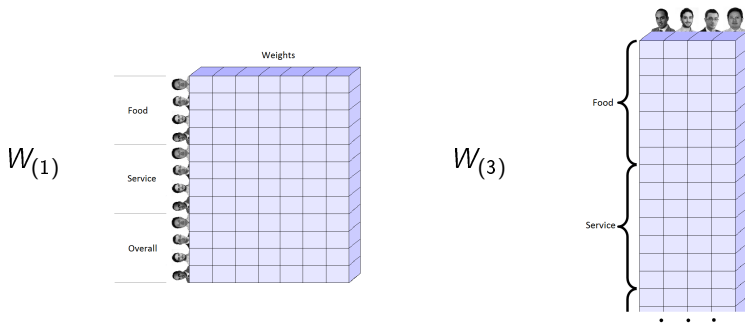 Weights
Food
Service
Overall
W(1)
W(3)
Food
Service